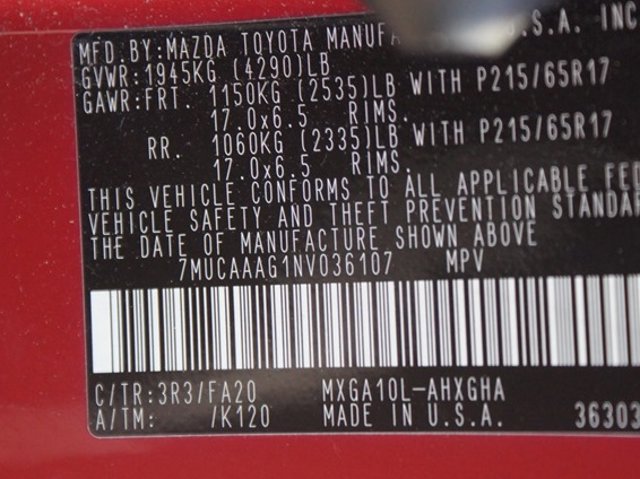 MFD.BY:MAZDA TOYOTA MANUFA .S.A. INC
GVWR:1945KG (4290)LB
GAWR:FRT. 1150KG (2535)LB WITH P215/65R17
17.0x6.5 RIMS.
RR. 1060KG (2335)LB WITH P215/65R17
17.0x6.5 RIMS.
THIS VEHICLE CONFORMS TO ALL APPLICABLE FED
VEHICLE SAFETY AND THEFT PREVENTION STANDA
THE DATE OF MANUFACTURE SHOWN ABOVE
7MUCAAAG1NV036107 MPV
C/TR:3R3/FA20 MXGA10L-AHXGHA
A/TM: /K120 MADE IN U.S.A. 36303